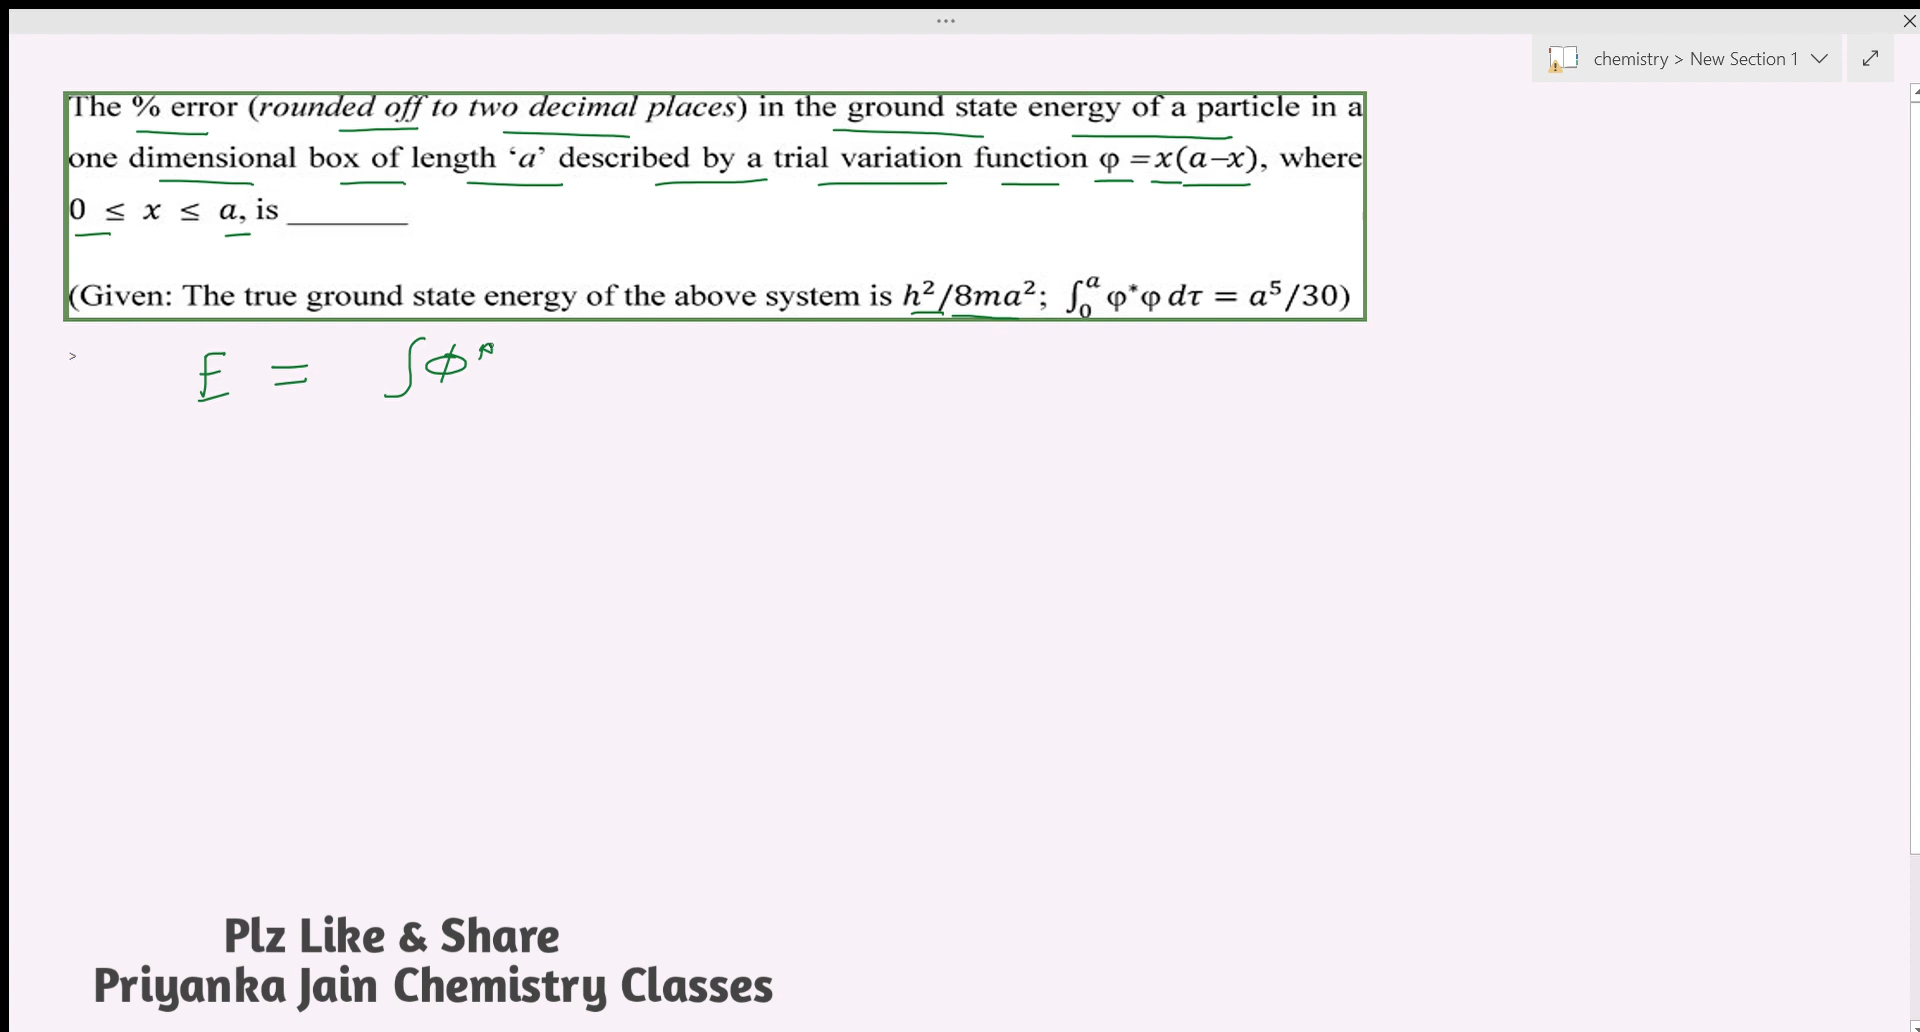 chemistry > New Section 1
The % error (rounded off to two decimal places) in the ground state energy of a particle in a
one dimensional box of length ‘a’ described by a trial variation function φ =x(a−x), where
0 ≤ x ≤ a, is ________
(Given: The true ground state energy of the above system is h²/8ma²; ∫₀ᵃ φ*φ dτ = a⁵/30)
E = ∫ϕ*
Plz Like & Share
Priyanka Jain Chemistry Classes